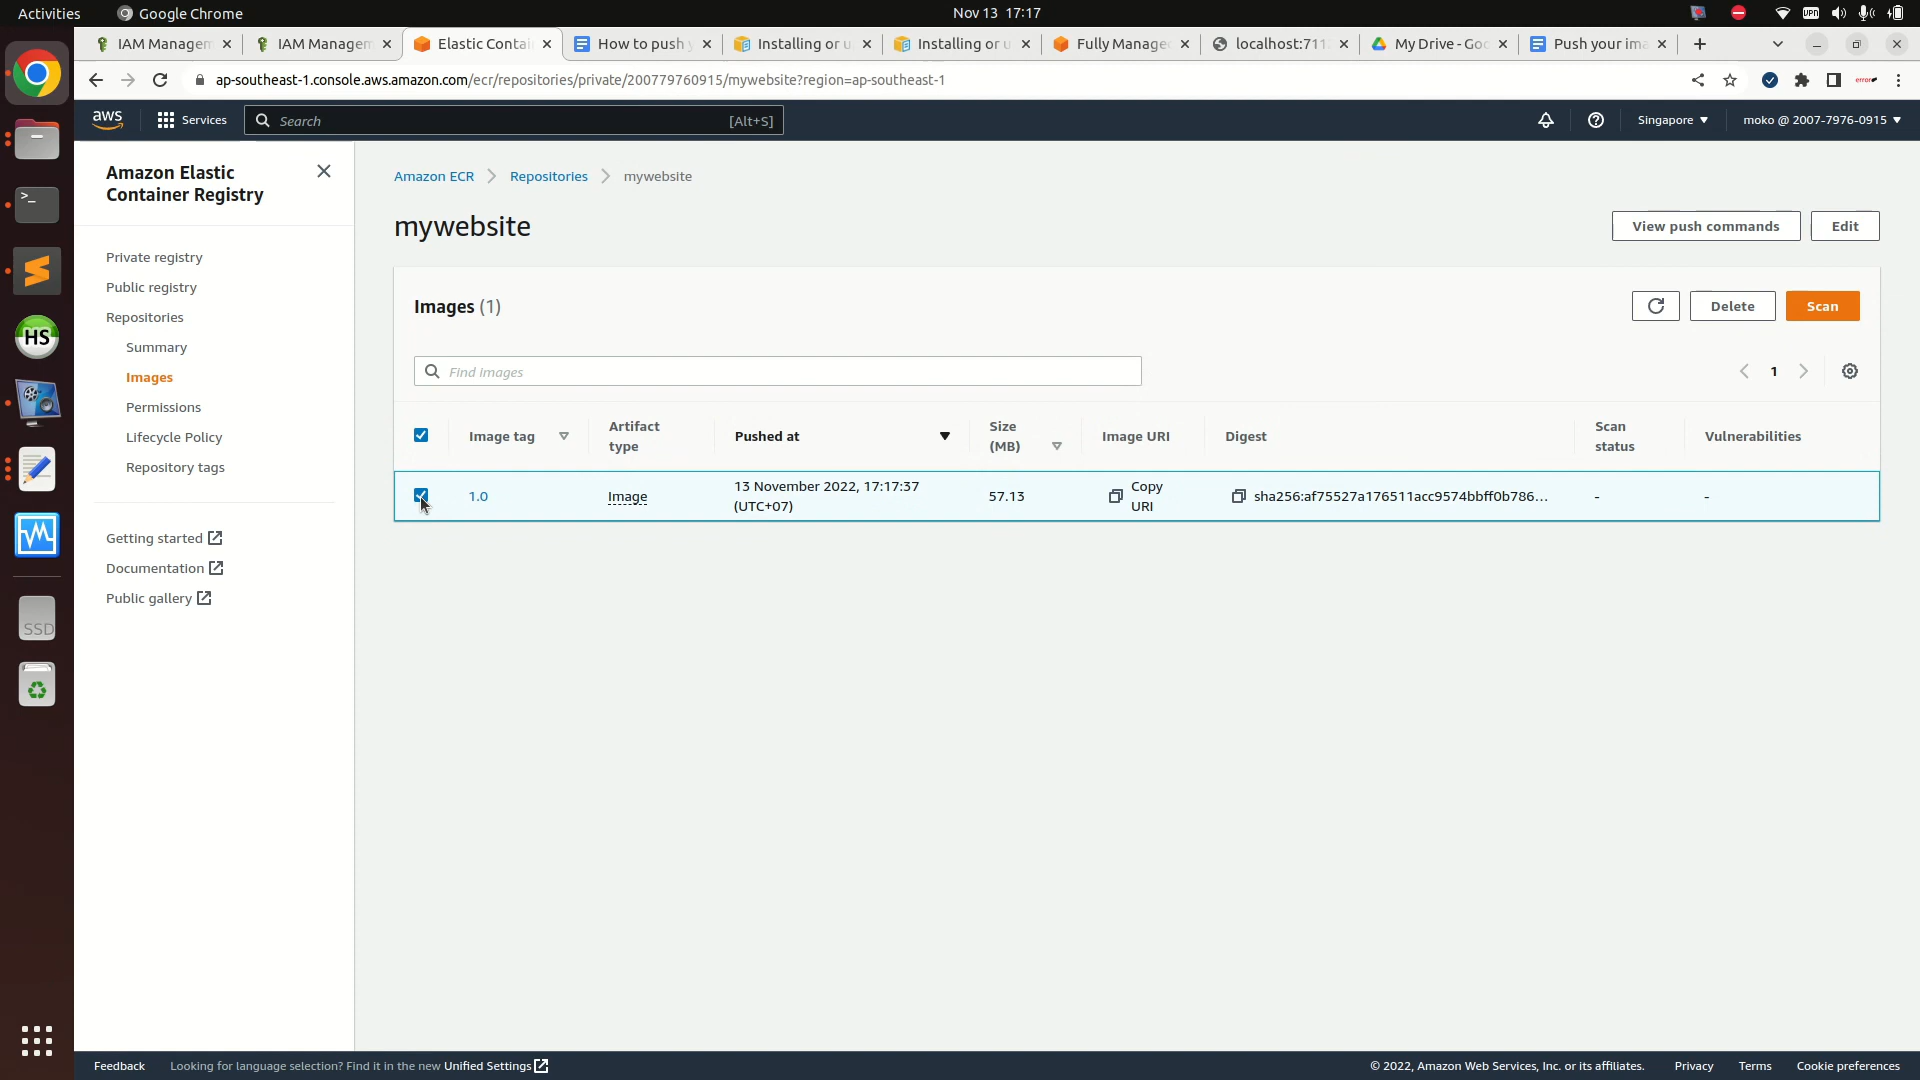 Activities
Google Chrome
Nov 13 17:17
VPN
IAM Managem
IAM Managem
Elastic Contai
How to push y
Installing or u
Installing or u
Fully Manage
localhost:711
My Drive - Goo
Push your ima
ap-southeast-1.console.aws.amazon.com/ecr/repositories/private/200779760915/mywebsite?region=ap-southeast-1
error
aws
Services
Search
[Alt+S]
Singapore
moko @ 2007-7976-0915
Amazon Elastic
Container Registry
Private registry
Public registry
Repositories
Summary
Images
Permissions
Lifecycle Policy
Repository tags
Getting started
Documentation
Public gallery
HS
SSD
Amazon ECR
Repositories
mywebsite
mywebsite
View push commands
Edit
Images (1)
Delete
Scan
Find images
1
Image tag
Artifact
type
Pushed at
Size
(MB)
Image URI
Digest
Scan
status
Vulnerabilities
1.0
Image
13 November 2022, 17:17:37
(UTC+07)
57.13
Copy
URI
sha256:af75527a176511acc9574bbff0b786...
-
-
Feedback
Looking for language selection? Find it in the new Unified Settings
© 2022, Amazon Web Services, Inc. or its affiliates.
Privacy
Terms
Cookie preferences